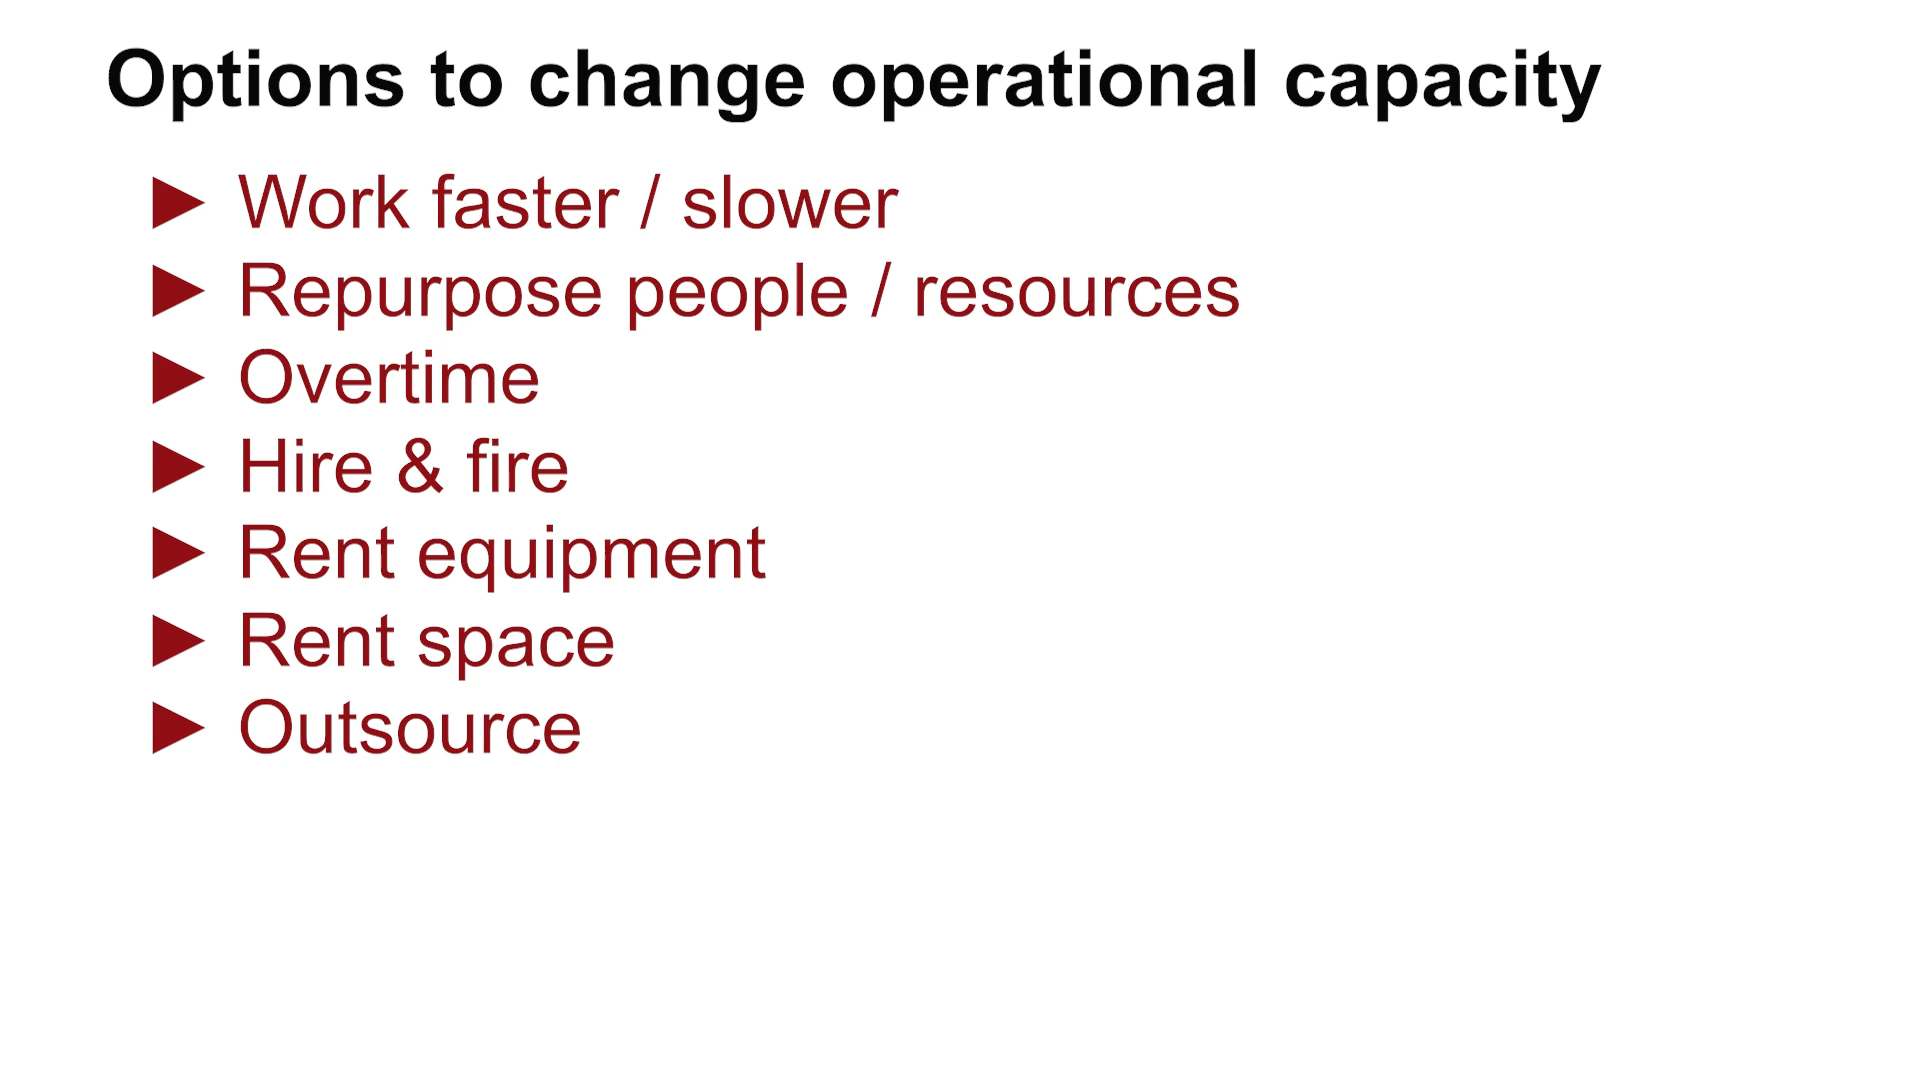 Options to change operational capacity
► Work faster / slower
► Repurpose people / resources
► Overtime
► Hire & fire
► Rent equipment
► Rent space
► Outsource